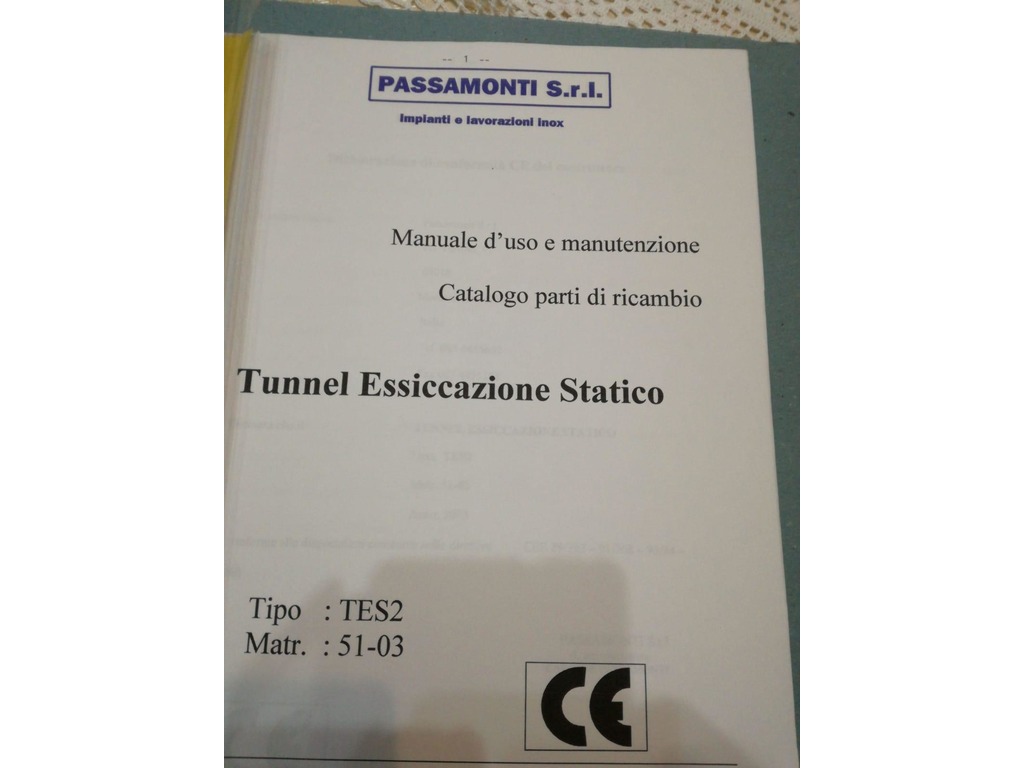 -- 1 --
PASSAMONTI S.r.l.
Impianti e lavorazioni inox
Manuale d’uso e manutenzione
Catalogo parti di ricambio
Tunnel Essiccazione Statico
Tipo : TES2
Matr. : 51-03
CE